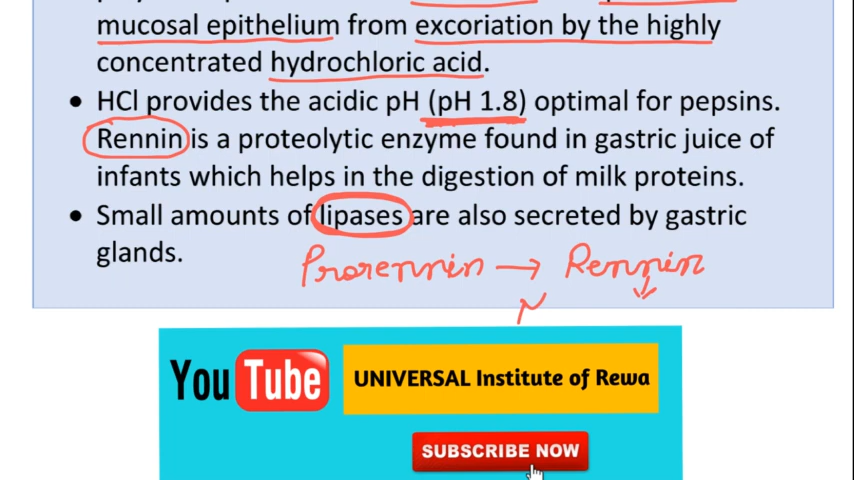 mucosal epithelium from excoriation by the highly
concentrated hydrochloric acid.
• HCl provides the acidic pH (pH 1.8) optimal for pepsins.
Rennin is a proteolytic enzyme found in gastric juice of
infants which helps in the digestion of milk proteins.
• Small amounts of lipases are also secreted by gastric
glands.
Prorennin → Rennin
YouTube
UNIVERSAL Institute of Rewa
SUBSCRIBE NOW